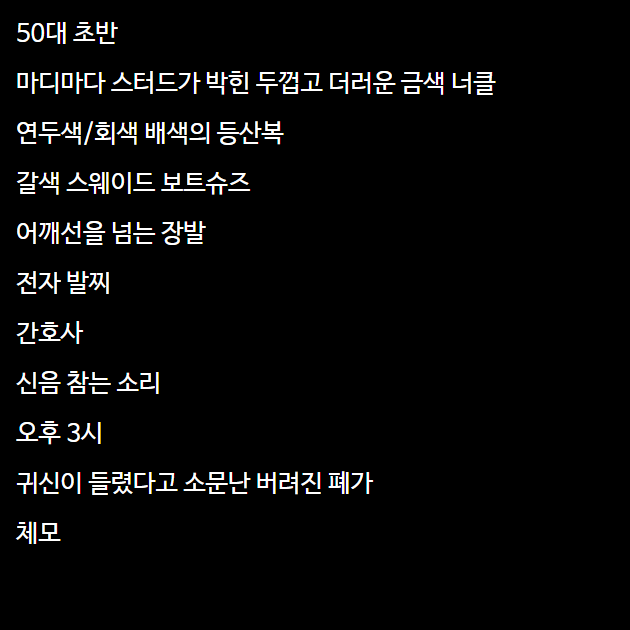 50대 초반
마디마다 스터드가 박힌 두껍고 더러운 금색 너클
연두색/회색 배색의 등산복
갈색 스웨이드 보트슈즈
어깨선을 넘는 장발
전자 발찌
간호사
신음 참는 소리
오후 3시
귀신이 들렸다고 소문난 버려진 폐가
체모